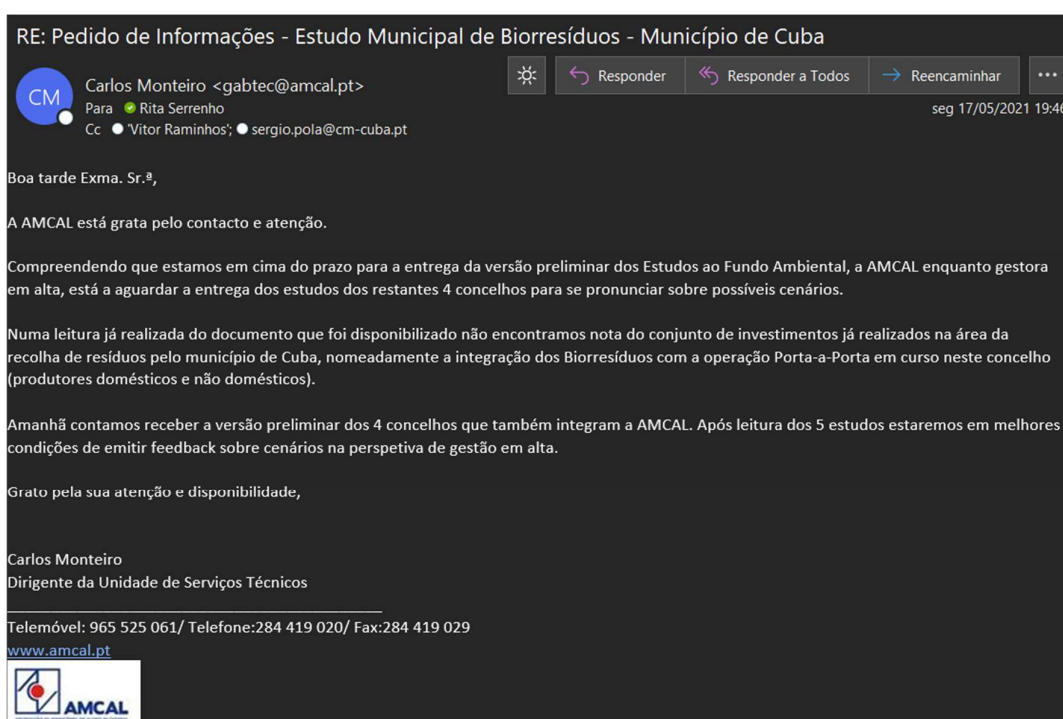 RE: Pedido de Informações - Estudo Municipal de Biorresíduos - Município de Cuba
Responder
Responder a Todos
Reencaminhar
CM
Carlos Monteiro <gabtec@amcal.pt>
Para Rita Serrenho
seg 17/05/2021 19:46
Cc 'Vitor Raminhos'; sergio.pola@cm-cuba.pt
Boa tarde Exma. Sr.ª,
A AMCAL está grata pelo contacto e atenção.
Compreendendo que estamos em cima do prazo para a entrega da versão preliminar dos Estudos ao Fundo Ambiental, a AMCAL enquanto gestora
em alta, está a aguardar a entrega dos estudos dos restantes 4 concelhos para se pronunciar sobre possíveis cenários.
Numa leitura já realizada do documento que foi disponibilizado não encontramos nota do conjunto de investimentos já realizados na área da
recolha de resíduos pelo município de Cuba, nomeadamente a integração dos Biorresíduos com a operação Porta-a-Porta em curso neste concelho
(produtores domésticos e não domésticos).
Amanhã contamos receber a versão preliminar dos 4 concelhos que também integram a AMCAL. Após leitura dos 5 estudos estaremos em melhores
condições de emitir feedback sobre cenários na perspetiva de gestão em alta.
Grato pela sua atenção e disponibilidade,
Carlos Monteiro
Dirigente da Unidade de Serviços Técnicos
Telemóvel: 965 525 061/ Telefone:284 419 020/ Fax:284 419 029
www.amcal.pt
AMCAL